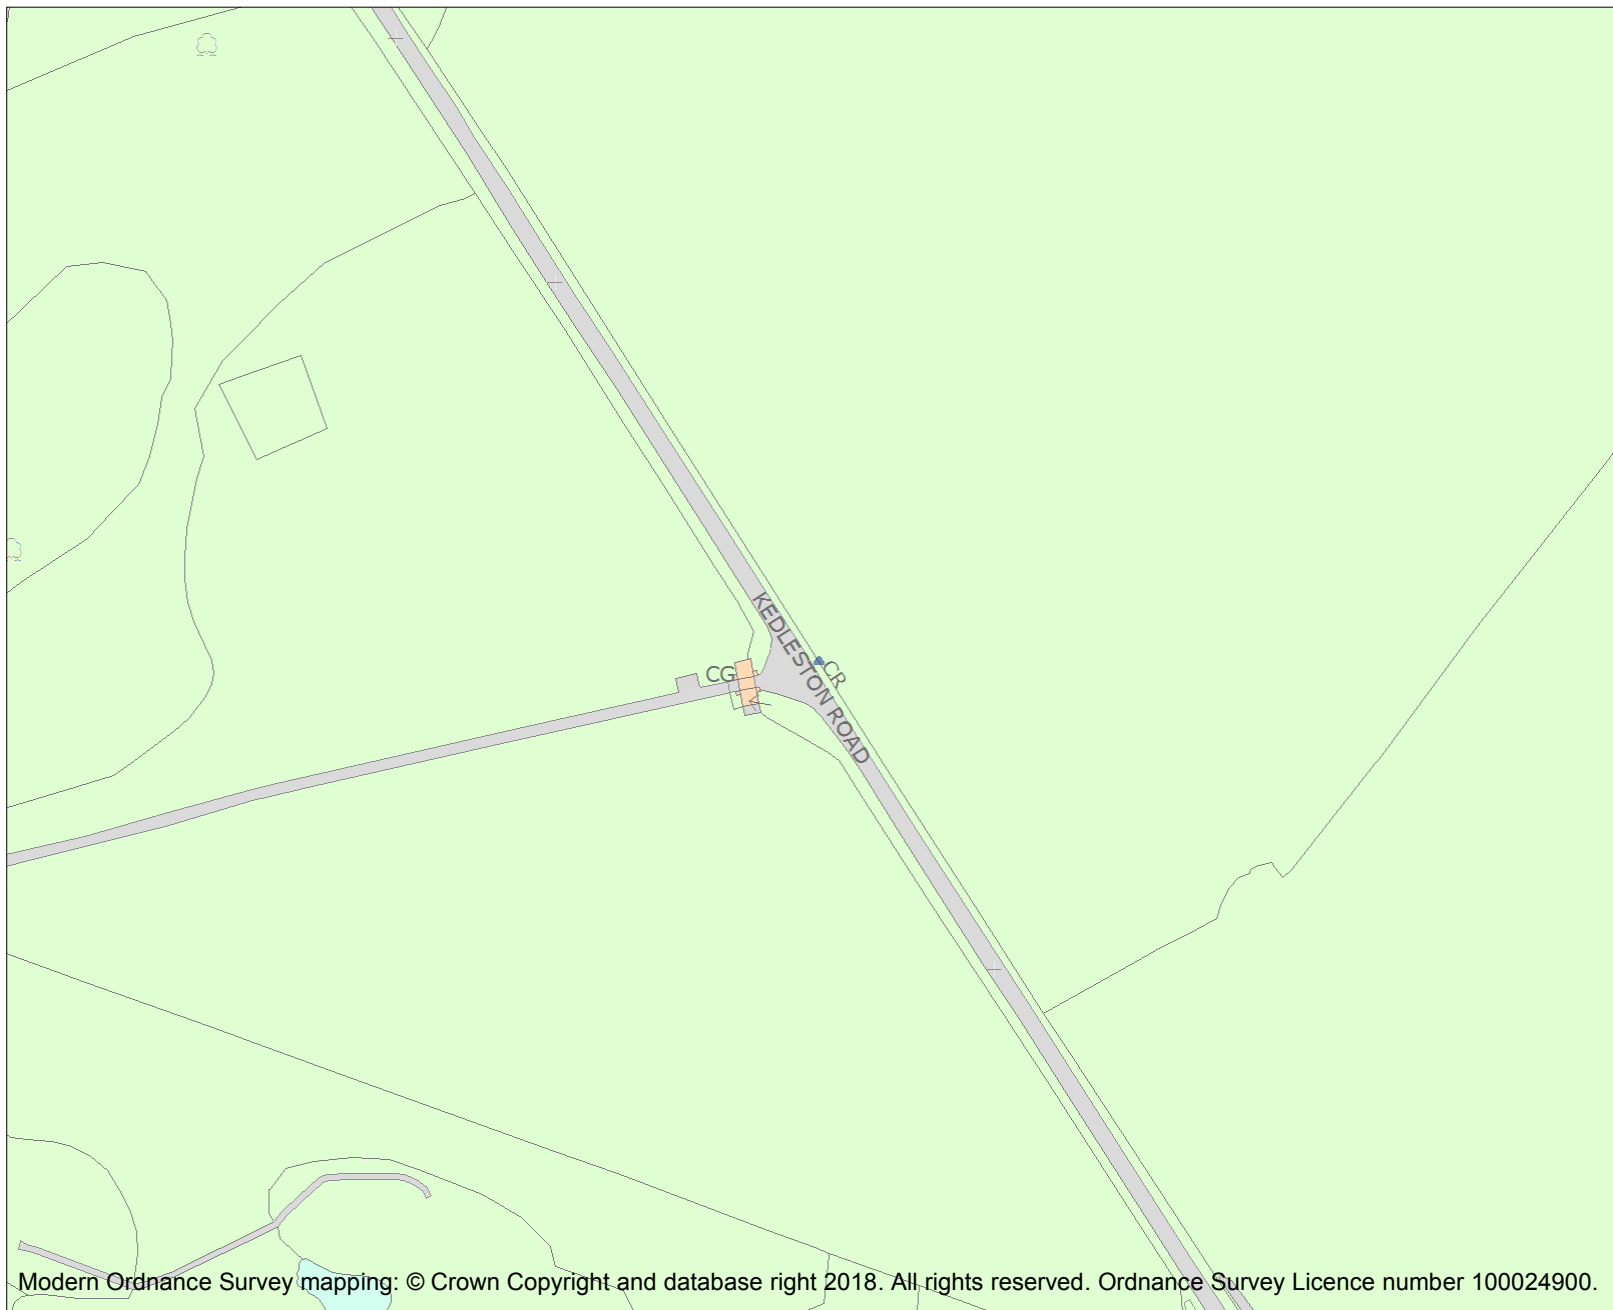 KEDLESTON ROAD
CG
CR
Modern Ordnance Survey mapping: © Crown Copyright and database right 2018. All rights reserved. Ordnance Survey Licence number 100024900.